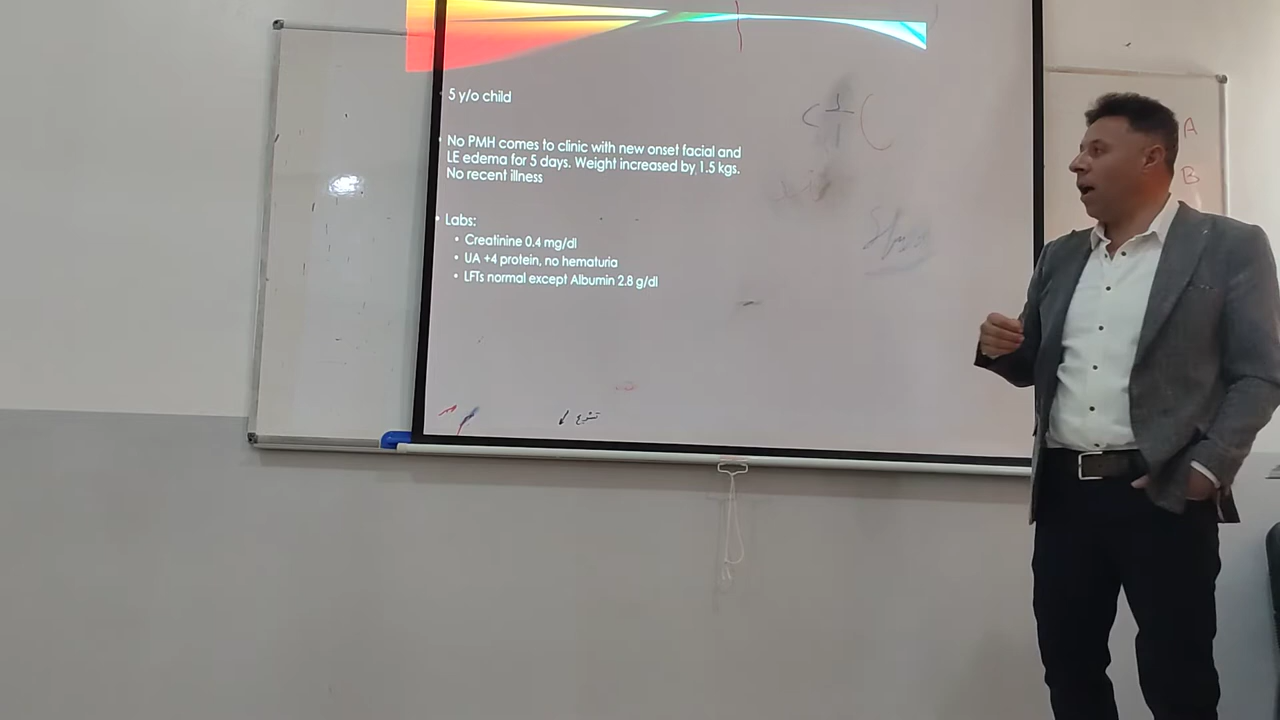 5 y/o child
No PMH comes to clinic with new onset facial and
LE edema for 5 days. Weight increased by 1.5 kgs.
No recent illness
Labs:
Creatinine 0.4 mg/dl
UA +4 protein, no hematuria
LFTs normal except Albumin 2.8 g/dl
A
B